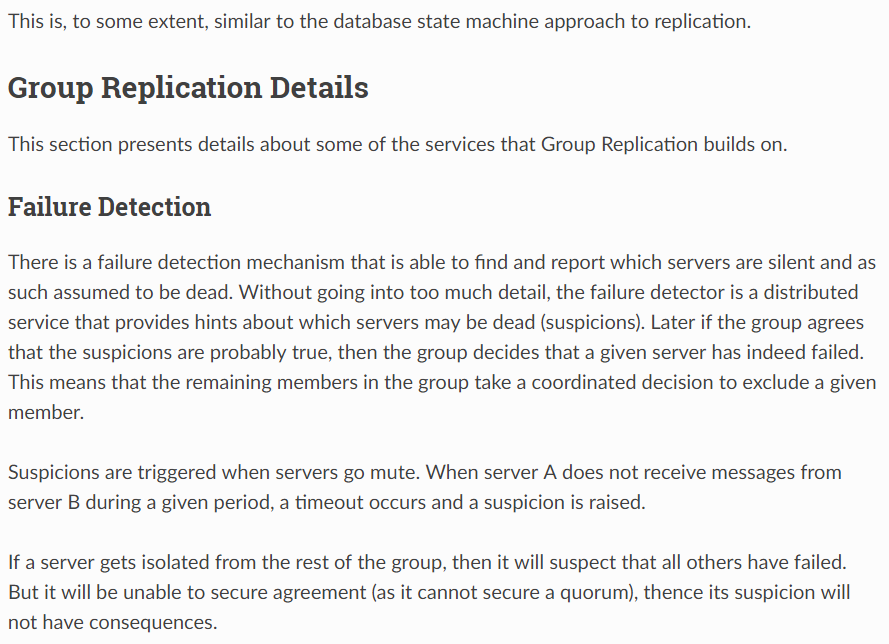 This is, to some extent, similar to the database state machine approach to replication.
Group Replication Details
This section presents details about some of the services that Group Replication builds on.
Failure Detection
There is a failure detection mechanism that is able to find and report which servers are silent and as
such assumed to be dead. Without going into too much detail, the failure detector is a distributed
service that provides hints about which servers may be dead (suspicions). Later if the group agrees
that the suspicions are probably true, then the group decides that a given server has indeed failed.
This means that the remaining members in the group take a coordinated decision to exclude a given
member.
Suspicions are triggered when servers go mute. When server A does not receive messages from
server B during a given period, a timeout occurs and a suspicion is raised.
If a server gets isolated from the rest of the group, then it will suspect that all others have failed.
But it will be unable to secure agreement (as it cannot secure a quorum), thence its suspicion will
not have consequences.